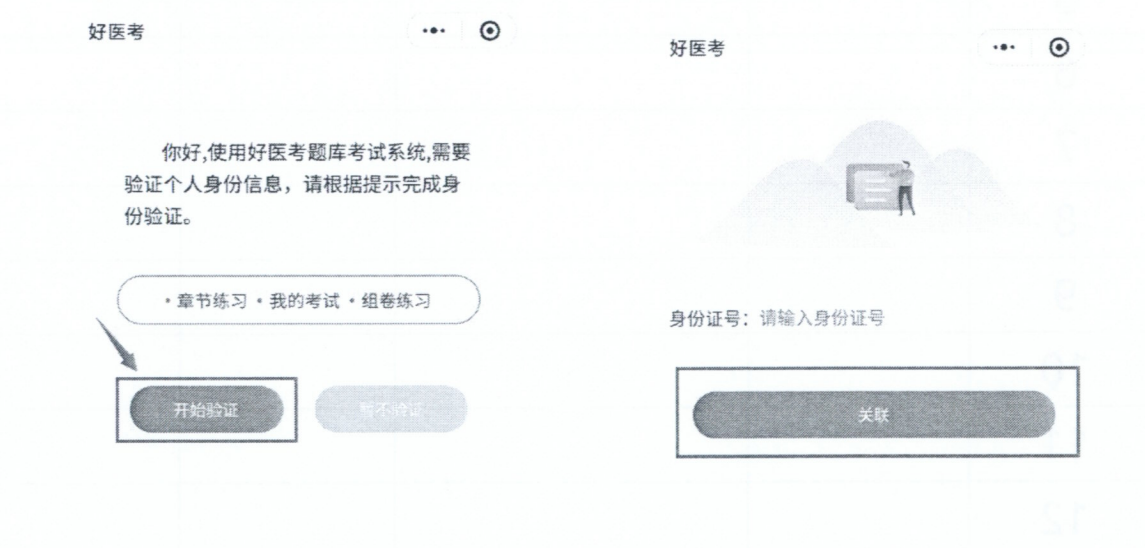 好医考
你好,使用好医考题库考试系统,需要
验证个人身份信息，请根据提示完成身
份验证。
• 章节练习 • 我的考试 • 组卷练习
开始验证
暂不验证
好医考
身份证号：请输入身份证号
关联